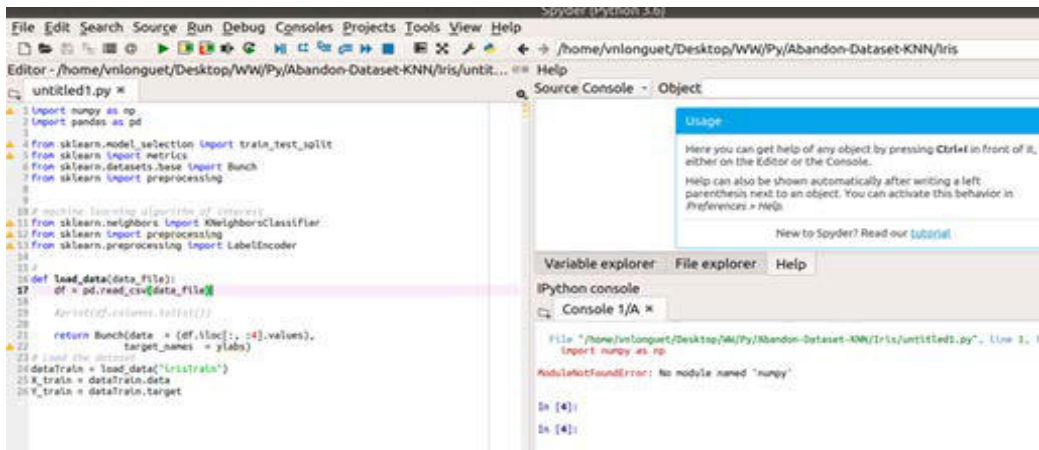 Spyder (Python 3.6)
File Edit Search Source Run Debug Consoles Projects Tools View Help
/home/vnlonguet/Desktop/WW/Py/Abandon-Dataset-KNN/Iris
Editor - /home/vnlonguet/Desktop/WW/Py/Abandon-Dataset-KNN/Iris/untit...
untitled1.py
1 import numpy as np
2 import pandas as pd
3
4 from sklearn.model_selection import train_test_split
5 from sklearn import metrics
6 from sklearn.datasets.base import Bunch
7 from sklearn import preprocessing
8
9
10 # machine learning algorithm of interest
11 from sklearn.neighbors import KNeighborsClassifier
12 from sklearn import preprocessing
13 from sklearn.preprocessing import LabelEncoder
14
15 #
16 def load_data(data_file):
17 df = pd.read_csv(data_file)
18
19 #print(df.columns.tolist())
20
21 return Bunch(data = (df.iloc[:, :4].values),
22 target_names = ylabs)
23 # Load the dataset
24 dataTrain = load_data("irisTrain")
25 X_train = dataTrain.data
26 Y_train = dataTrain.target
Help
Source Console Object
Usage
Here you can get help of any object by pressing Ctrl+I in front of it,
either on the Editor or the Console.
Help can also be shown automatically after writing a left
parenthesis next to an object. You can activate this behavior in
Preferences > Help.
New to Spyder? Read our tutorial
Variable explorer File explorer Help
IPython console
Console 1/A
File "/home/vnlonguet/Desktop/WW/Py/Abandon-Dataset-KNN/Iris/untitled1.py", line 1,
import numpy as np
ModuleNotFoundError: No module named 'numpy'
In [4]:
In [4]: